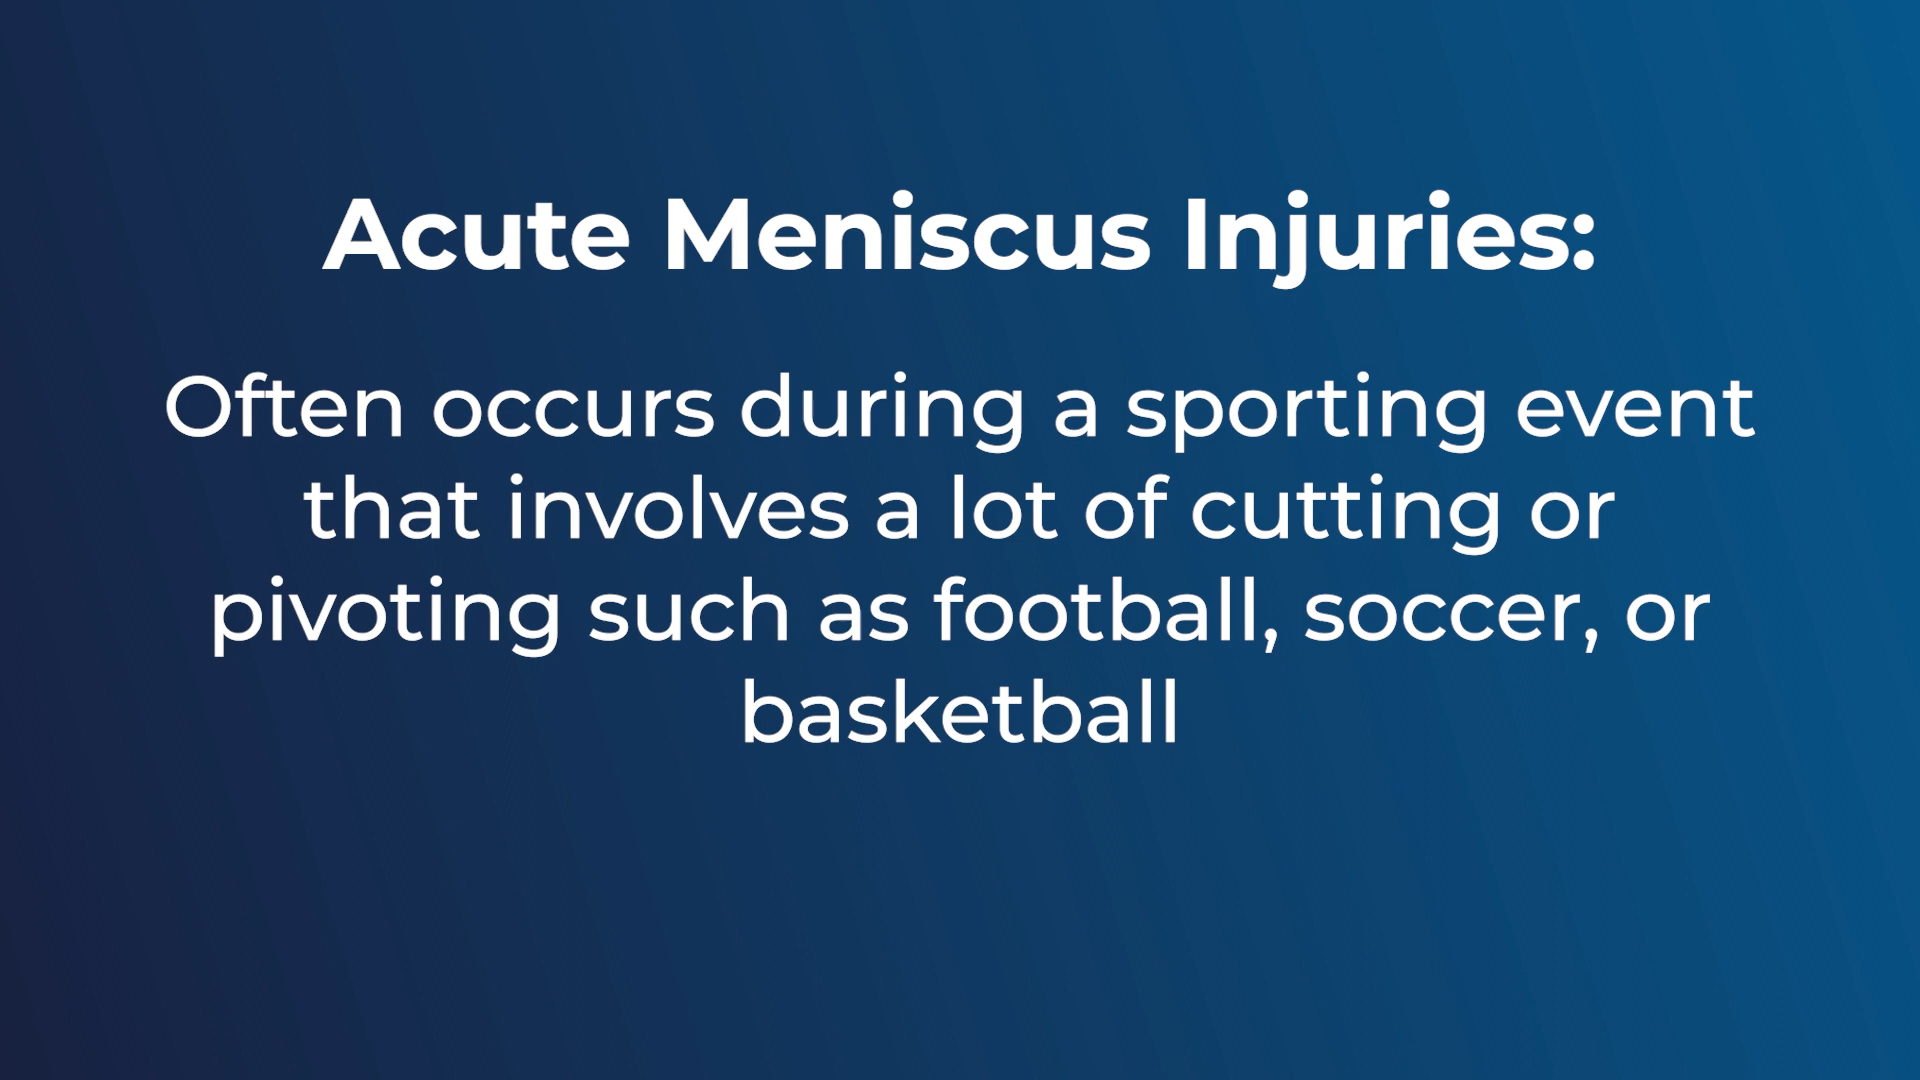 Acute Meniscus Injuries:
Often occurs during a sporting event
that involves a lot of cutting or
pivoting such as football, soccer, or
basketball